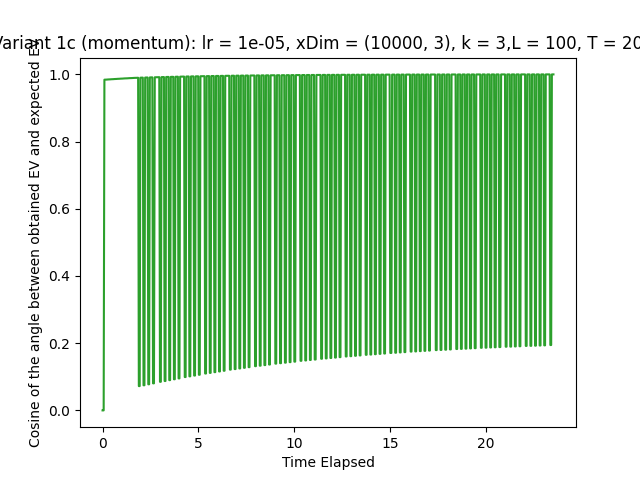 Variant 1c (momentum): lr = 1e-05, xDim = (10000, 3), k = 3,L = 100, T = 20
Cosine of the angle between obtained EV and expected EV
1.0
0.8
0.6
0.4
0.2
0.0
0 5 10 15 20
Time Elapsed